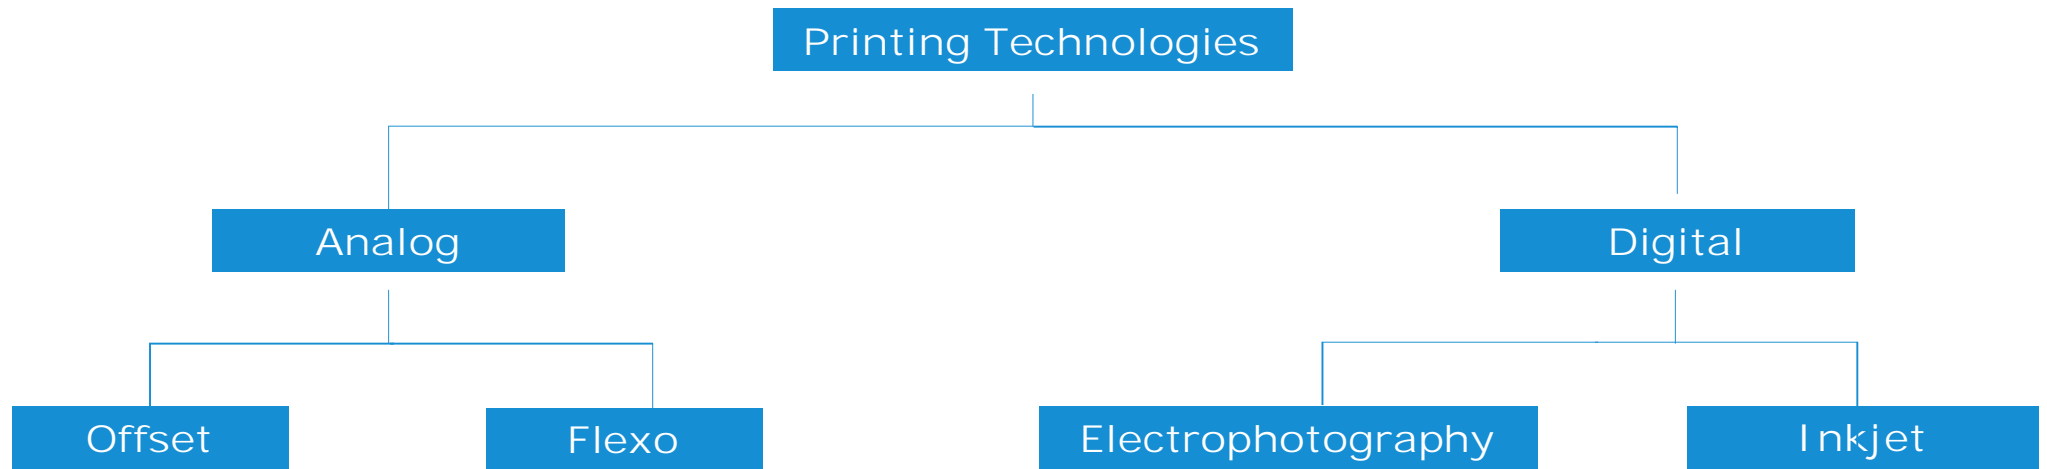 Printing Technologies
Analog
Digital
Offset
Flexo
Electrophotography
Inkjet